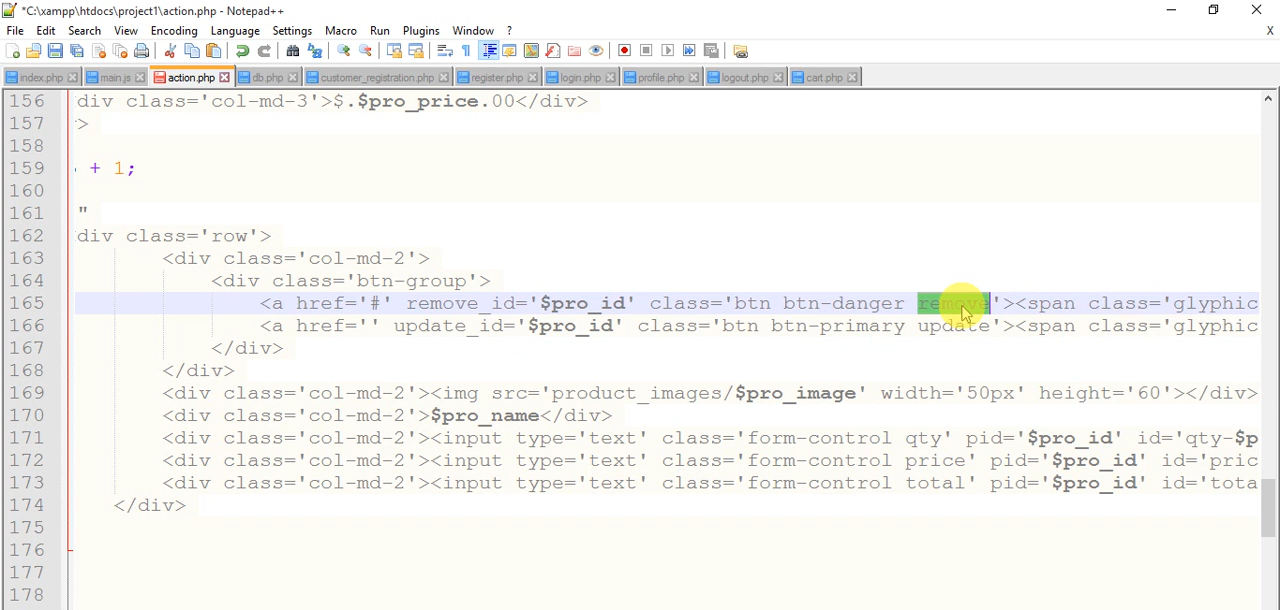 *C:\xampp\htdocs\project1\action.php - Notepad++
File Edit Search View Encoding Language Settings Macro Run Plugins Window ? X
index.php main.js action.php db.php customer_registration.php register.php login.php profile.php logout.php cart.php
156 div class='col-md-3'>$.$pro_price.00</div>
157 >
158
159 + 1;
160
161 "
162 div class='row'>
163 <div class='col-md-2'>
164 <div class='btn-group'>
165 <a href='#' remove_id='$pro_id' class='btn btn-danger remove'><span class='glyphic
166 <a href='' update_id='$pro_id' class='btn btn-primary update'><span class='glyphic
167 </div>
168 </div>
169 <div class='col-md-2'><img src='product_images/$pro_image' width='50px' height='60'></div>
170 <div class='col-md-2'>$pro_name</div>
171 <div class='col-md-2'><input type='text' class='form-control qty' pid='$pro_id' id='qty-$p
172 <div class='col-md-2'><input type='text' class='form-control price' pid='$pro_id' id='pric
173 <div class='col-md-2'><input type='text' class='form-control total' pid='$pro_id' id='tota
174 </div>
175
176
177
178